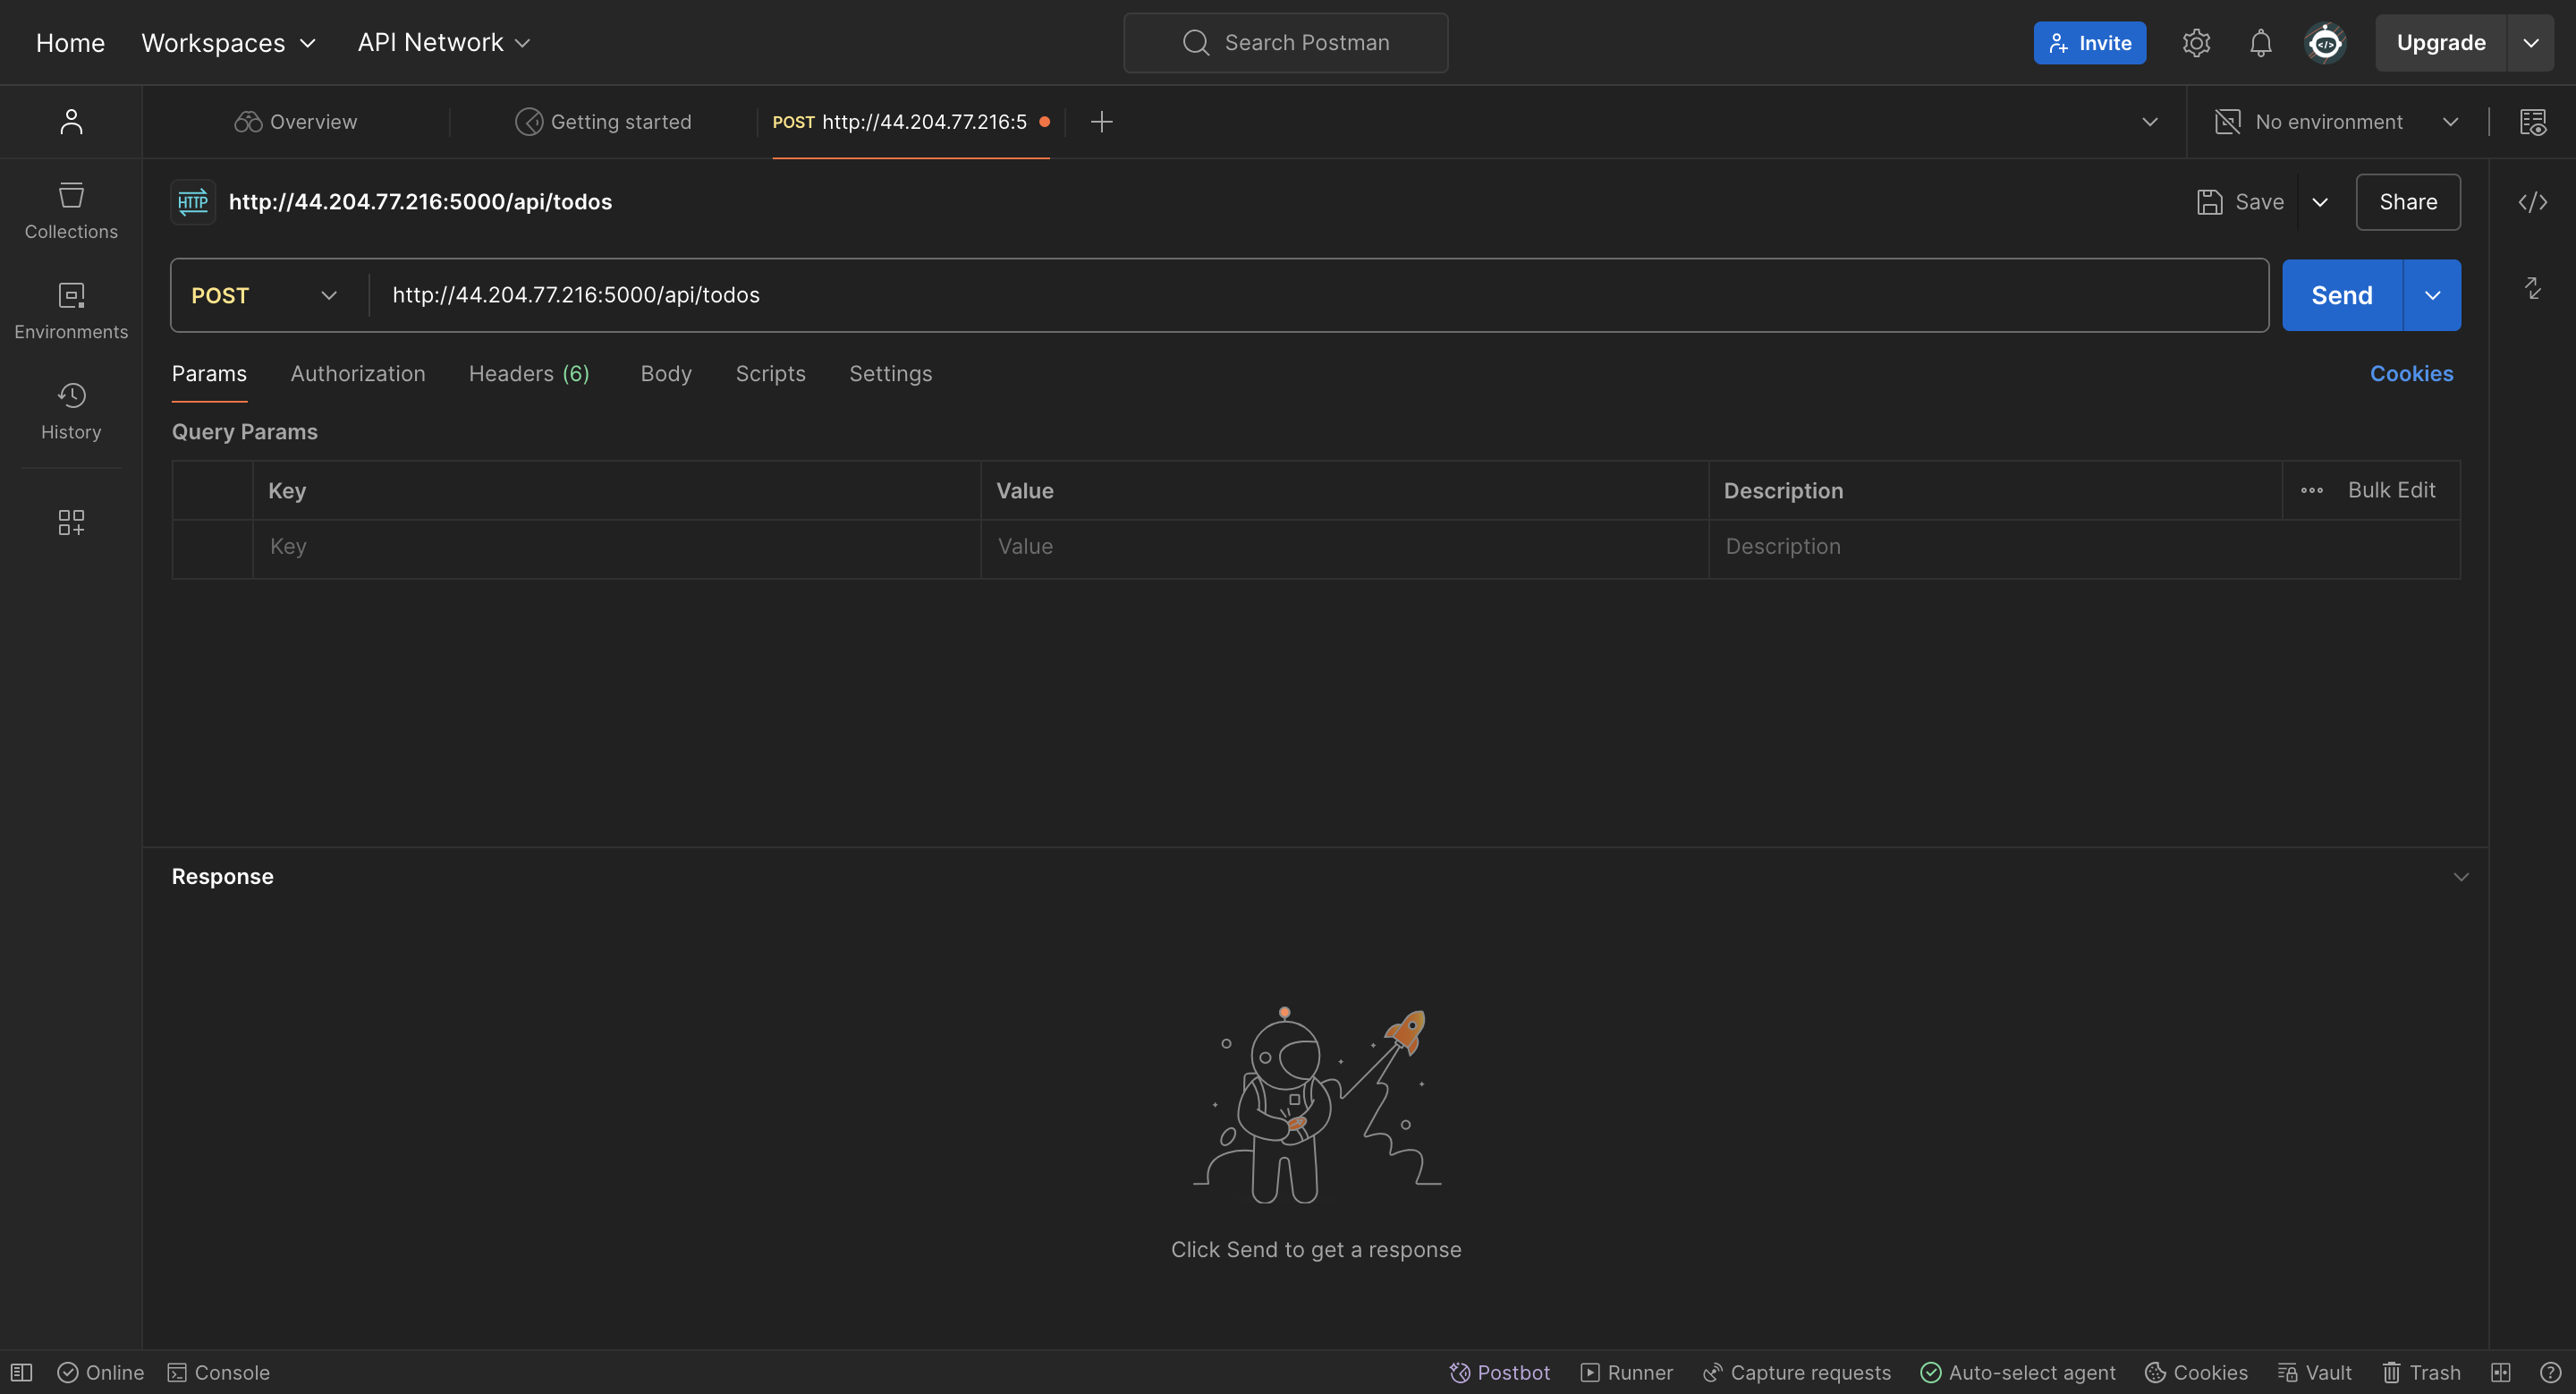 Home Workspaces API Network Search Postman Invite Upgrade
Overview Getting started POST http://44.204.77.216:5 No environment
HTTP http://44.204.77.216:5000/api/todos Save Share
Collections
POST http://44.204.77.216:5000/api/todos Send
Environments
Params Authorization Headers (6) Body Scripts Settings Cookies
History
Query Params
Key Value Description Bulk Edit
Key Value Description
Response
Click Send to get a response
Online Console Postbot Runner Capture requests Auto-select agent Cookies Vault Trash